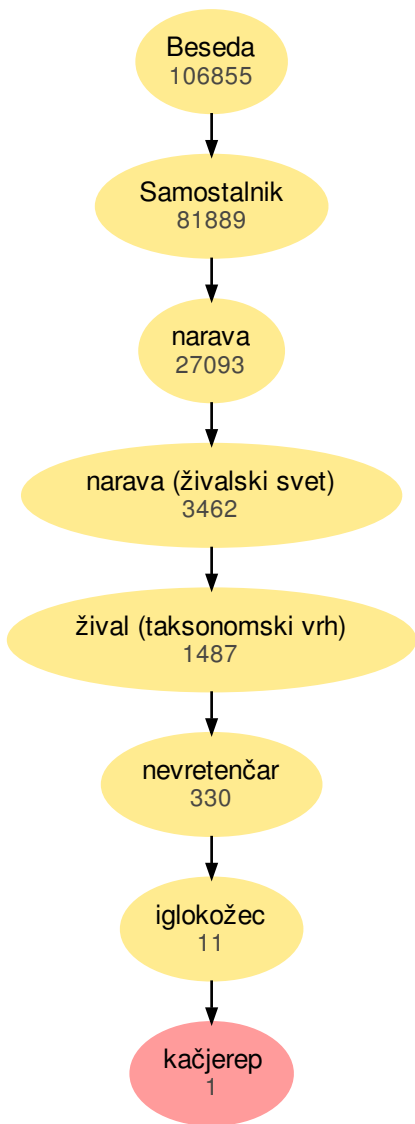 Beseda
106855
Samostalnik
81889
narava
27093
narava (živalski svet)
3462
žival (taksonomski vrh)
1487
nevretenčar
330
iglokožec
11
kačjerep
1